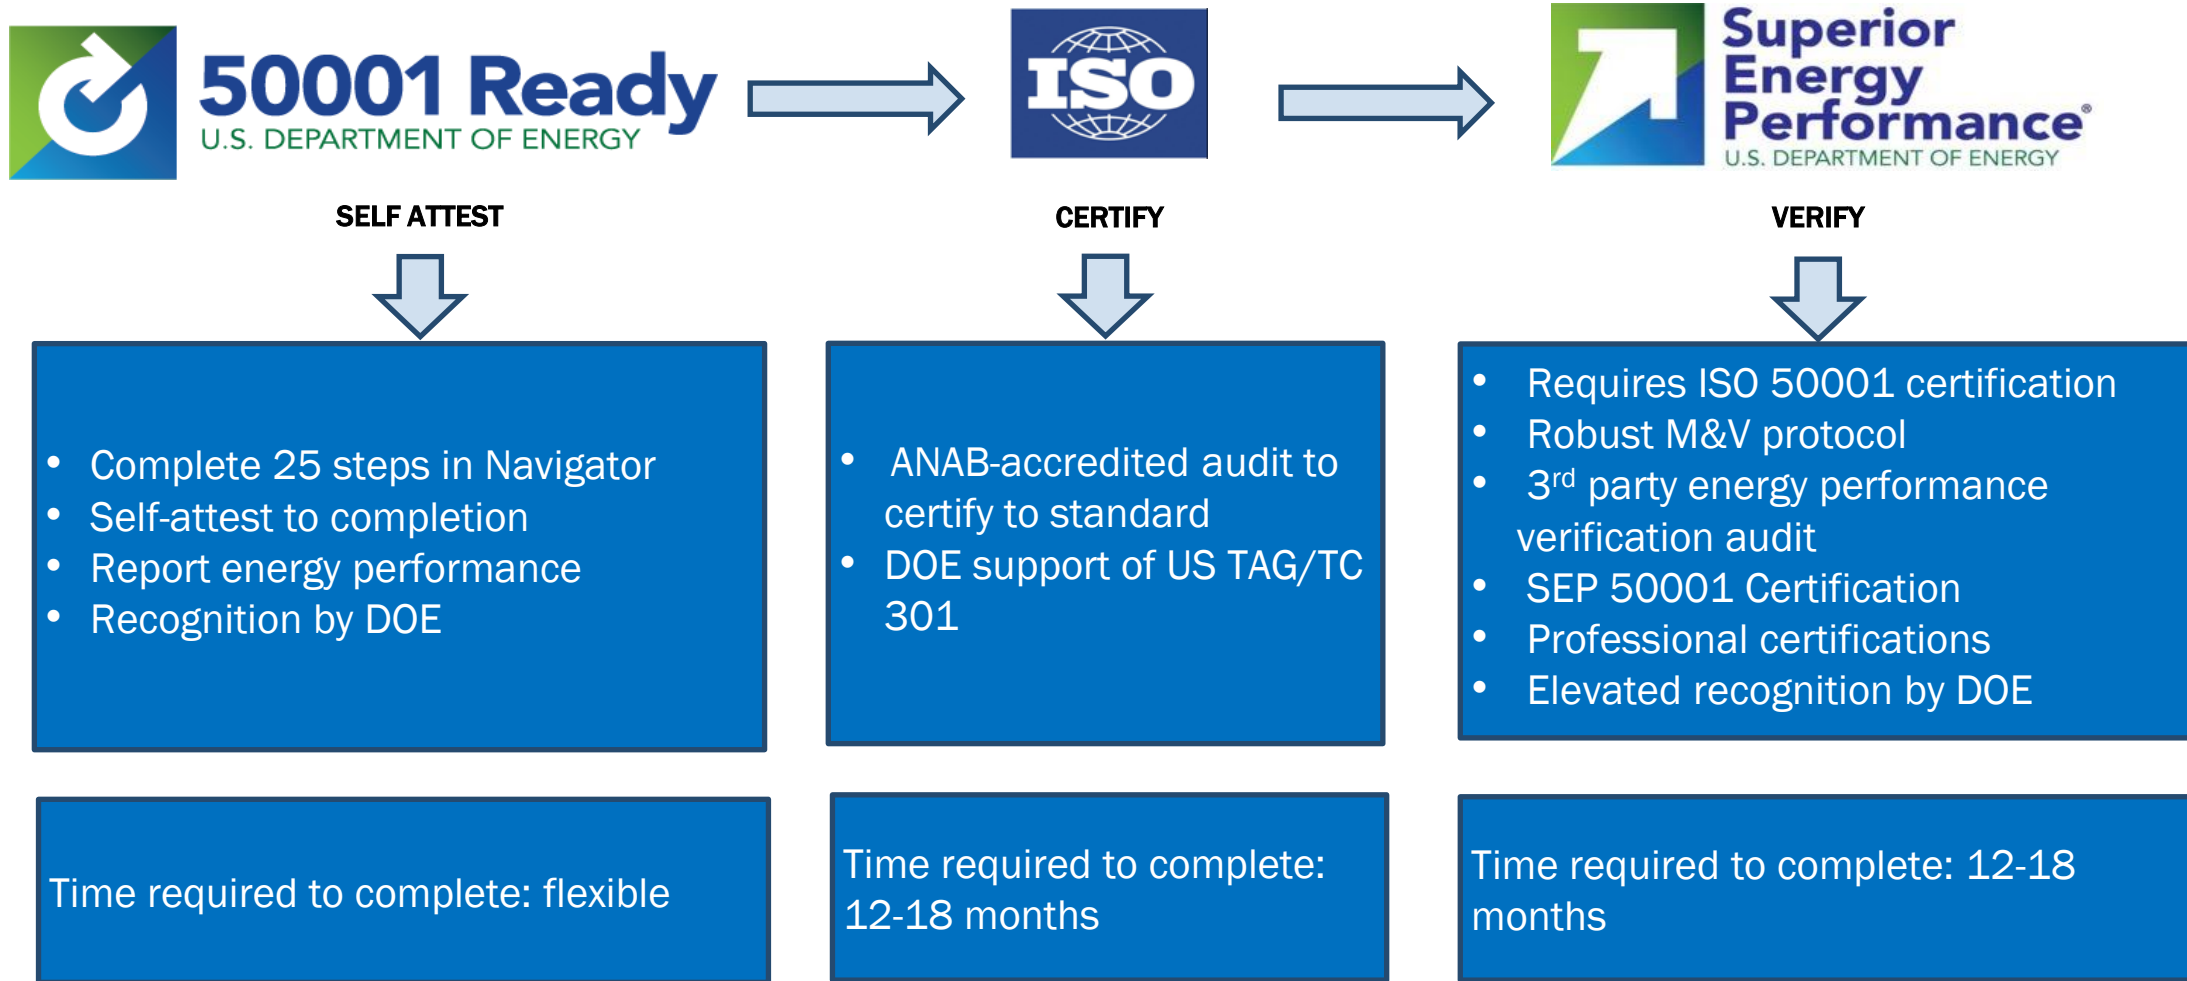 50001 Ready
U.S. DEPARTMENT OF ENERGY
ISO
Superior
Energy
Performance®
U.S. DEPARTMENT OF ENERGY
SELF ATTEST
CERTIFY
VERIFY
• Complete 25 steps in Navigator
• Self-attest to completion
• Report energy performance
• Recognition by DOE
• ANAB-accredited audit to
certify to standard
• DOE support of US TAG/TC
301
• Requires ISO 50001 certification
• Robust M&V protocol
• 3rd party energy performance
verification audit
• SEP 50001 Certification
• Professional certifications
• Elevated recognition by DOE
Time required to complete: flexible
Time required to complete:
12-18 months
Time required to complete: 12-18
months